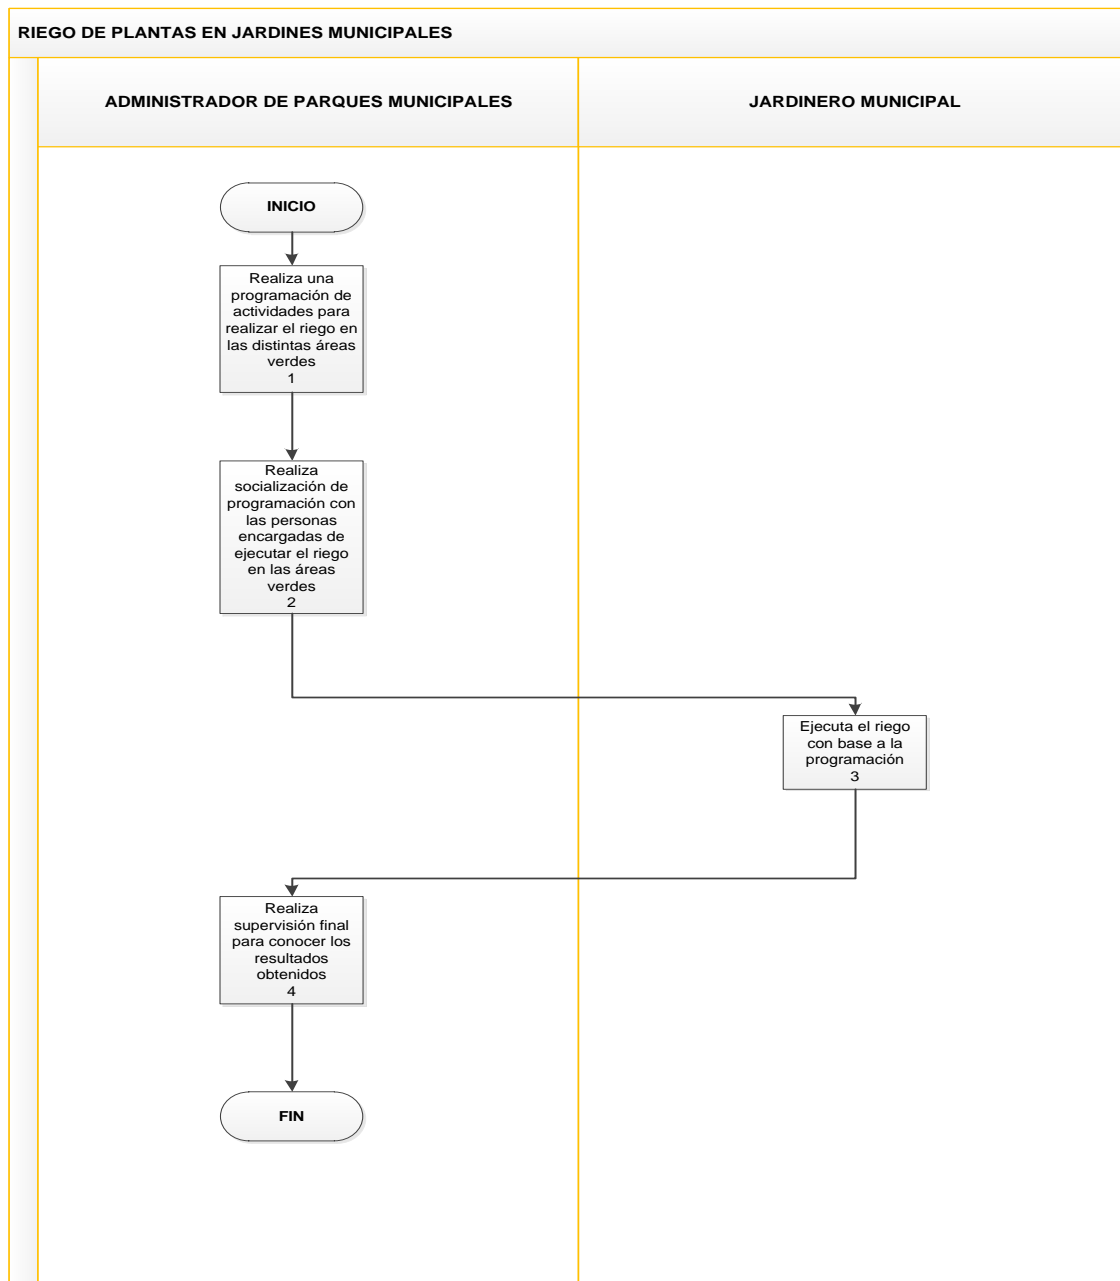 RIEGO DE PLANTAS EN JARDINES MUNICIPALES
ADMINISTRADOR DE PARQUES MUNICIPALES
JARDINERO MUNICIPAL
INICIO
Realiza una
programación de
actividades para
realizar el riego en
las distintas áreas
verdes
1
Realiza
socialización de
programación con
las personas
encargadas de
ejecutar el riego
en las áreas
verdes
2
Ejecuta el riego
con base a la
programación
3
Realiza
supervisión final
para conocer los
resultados
obtenidos
4
FIN